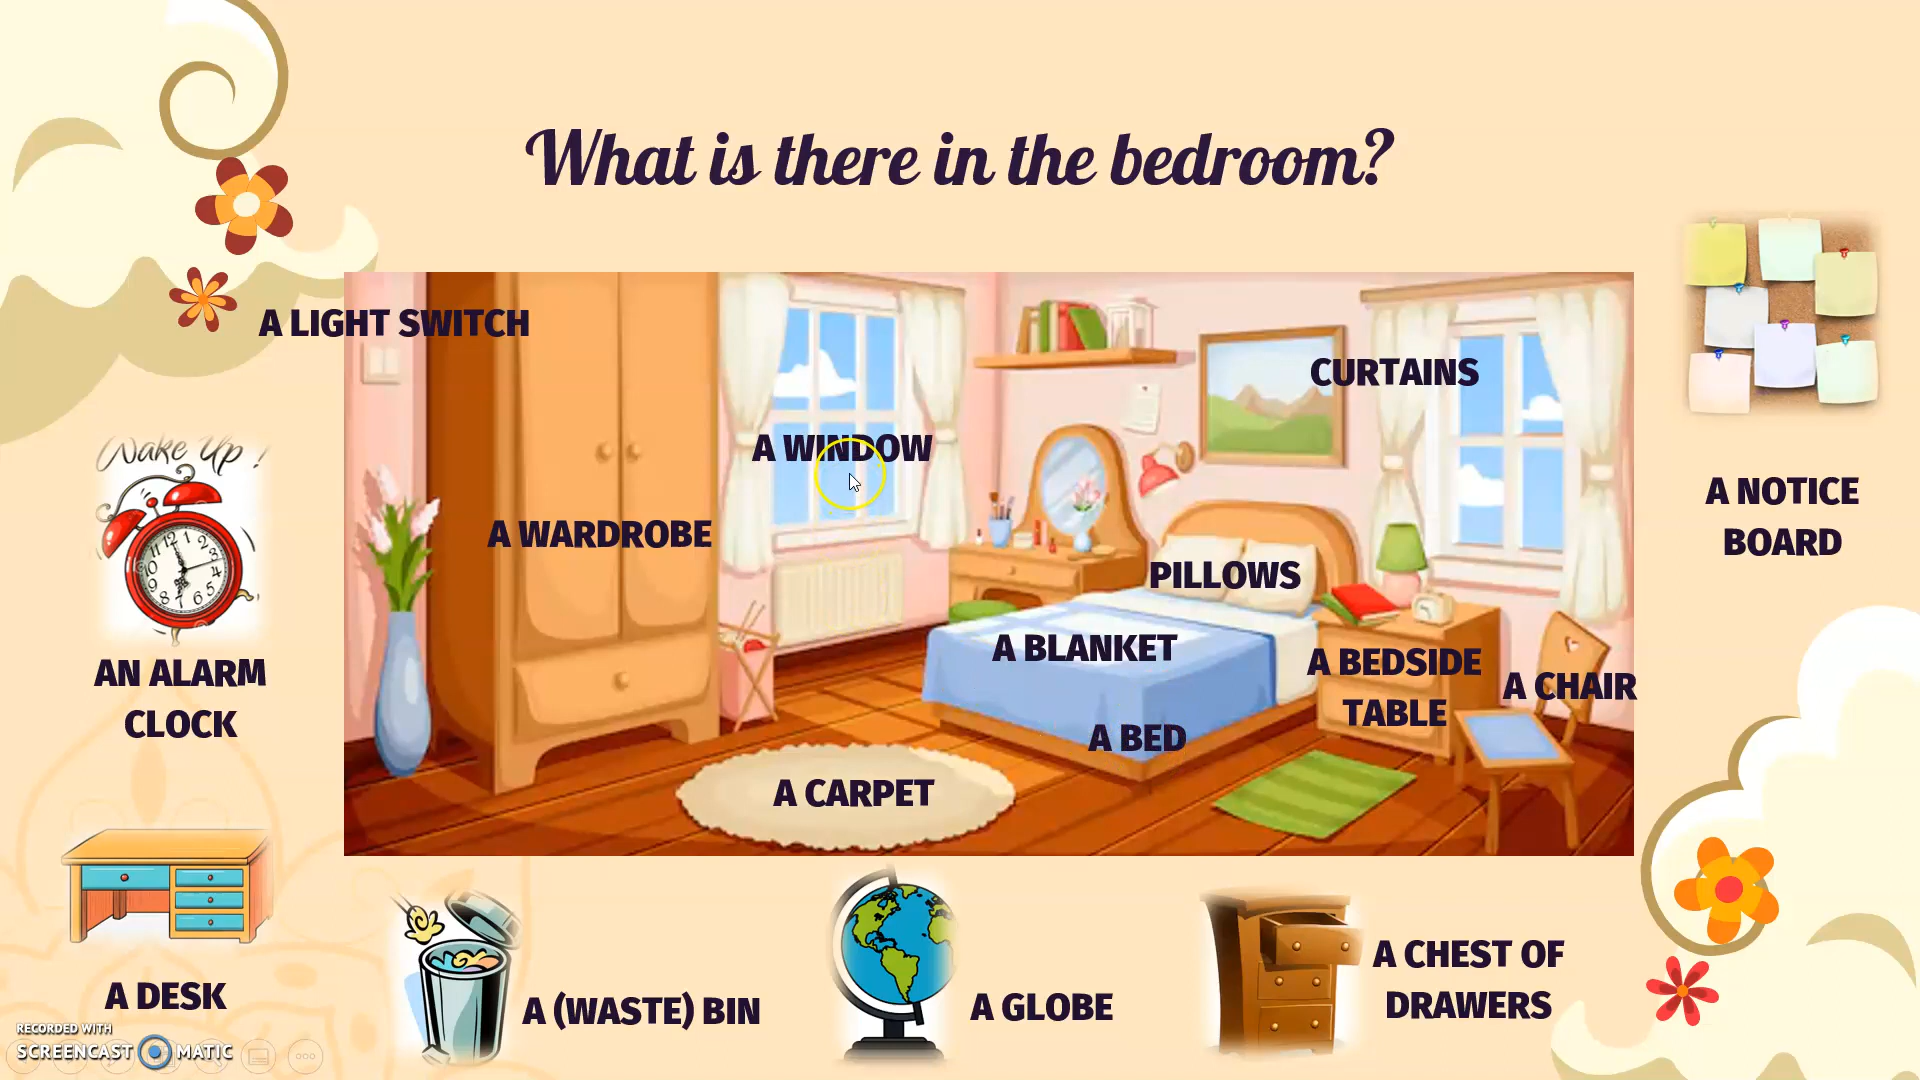 What is there in the bedroom?
A LIGHT SWITCH
CURTAINS
A WINDOW
Wake Up !
A NOTICE
BOARD
A WARDROBE
PILLOWS
A BLANKET
A BEDSIDE
TABLE
A CHAIR
AN ALARM
CLOCK
A BED
A CARPET
A DESK
A (WASTE) BIN
A GLOBE
A CHEST OF
DRAWERS
RECORDED WITH
SCREENCAST MATIC